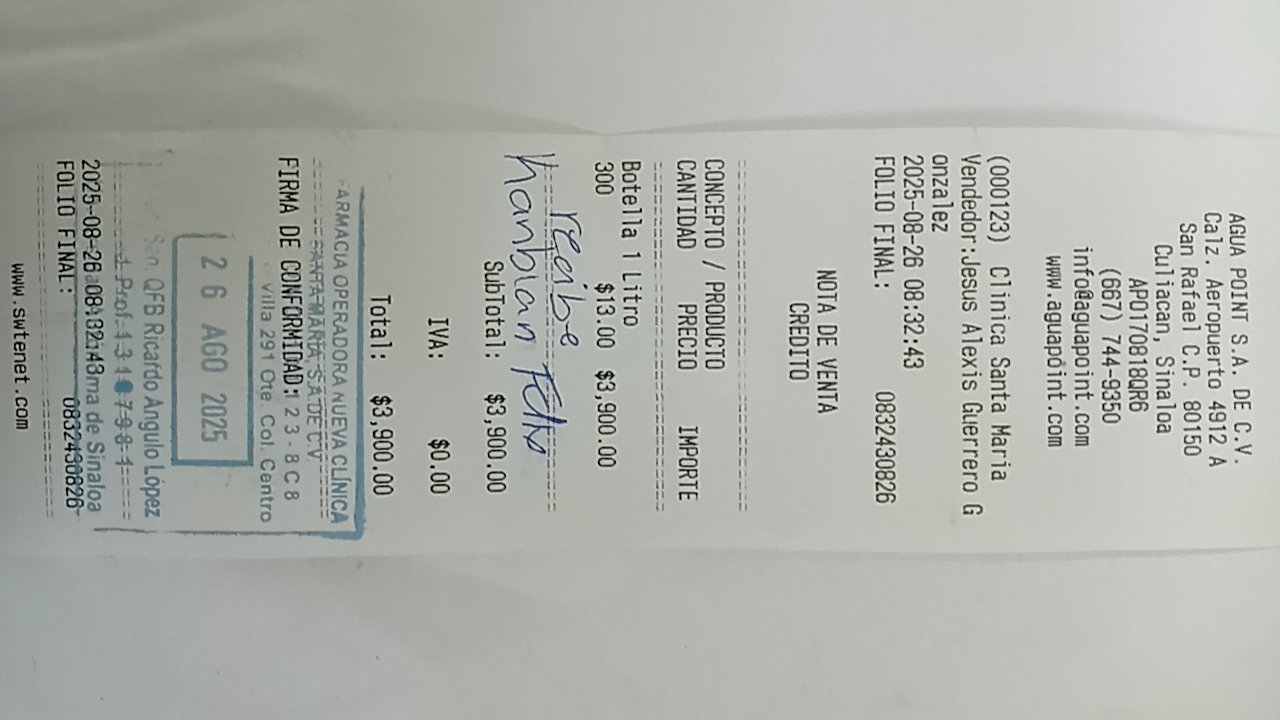 AGUA POINT S.A. DE C.V.
Calz. Aeropuerto 4912 A
San Rafael C.P. 80150
Culiacan, Sinaloa
APO170818QR6
(667) 744-9350
info@aguapoint.com
www.aguapoint.com
NOTA DE VENTA
CREDITO
FOLIO FINAL: 0832430826
2025-08-26 08:32:43
(000123) Clinica Santa Maria
Vendedor:Jesus Alexis Guerrero G
onzalez
CONCEPTO / PRODUCTO
CANTIDAD PRECIO IMPORTE
Botella 1 Litro
300 $13.00 $3,900.00
recibe
SubTotal: $3,900.00
IVA: $0.00
Total: $3,900.00
FARMACIA OPERADORA NUEVA CLÍNICA
SANTA MARÍA S.A DE C.V
FIRMA DE CONFORMIDAD:
Villa 291 Ote. Col. Centro
26 AGO 2025
QFB Ricardo Angulo López
Prof.
2025-08-26 08:32:43
de Sinaloa
FOLIO FINAL: 0832430826
www.swtenet.com